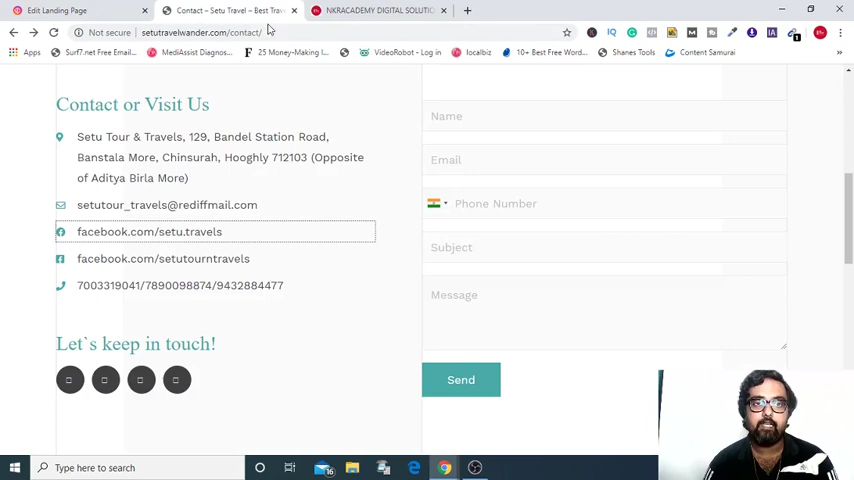 Edit Landing Page
Contact – Setu Travel – Best Trav
NKRACADEMY DIGITAL SOLUTIO
Not secure
setutravelwander.com/contact/
Surf7.net Free Email...
MediAssist Diagnos...
25 Money-Making I...
VideoRobot - Log in
localbiz
10+ Best Free Wor...
Shanes Tools
Content Samurai
Contact or Visit Us
Setu Tour & Travels, 129, Bandel Station Road,
Banstala More, Chinsurah, Hooghly 712103 (Opposite
of Aditya Birla More)
setutour_travels@rediffmail.com
facebook.com/setu.travels
facebook.com/setutourntravels
7003319041/7890098874/9432884477
Let`s keep in touch!
Name
Email
Phone Number
Subject
Message
Send
Type here to search
16